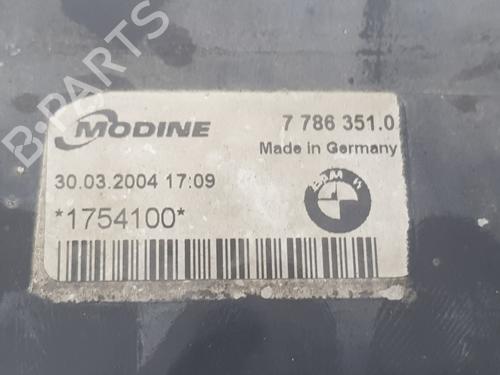 MODINE
7 786 351.0
Made in Germany
30.03.2004 17:09
BMW
*1754100*
B-PARTS